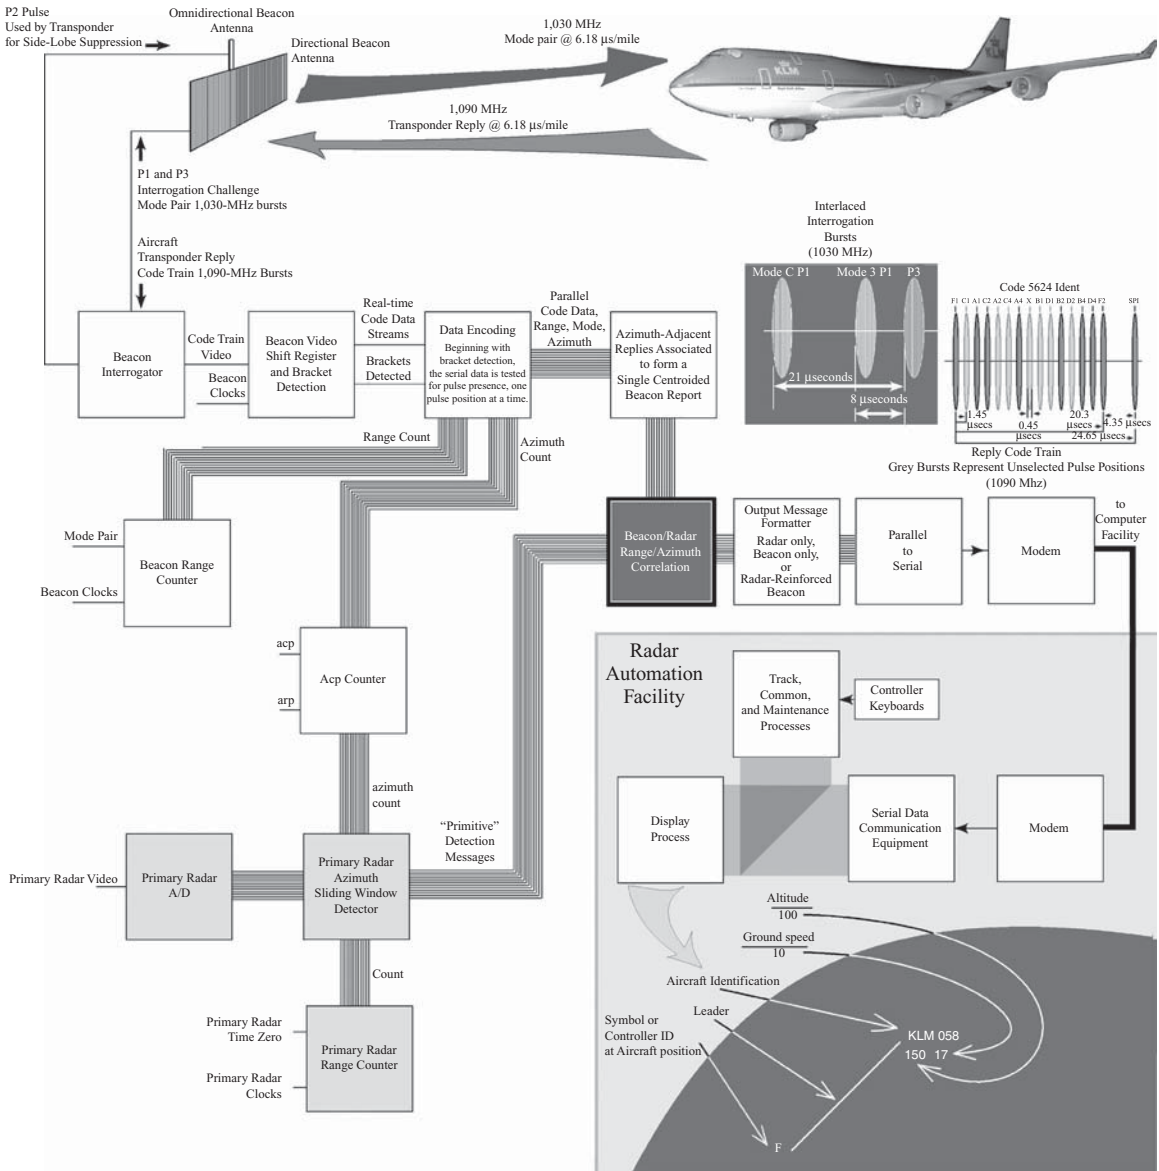 P2 Pulse
Used by Transponder
for Side-Lobe Suppression
Omnidirectional Beacon
Antenna
Directional Beacon
Antenna
1,030 MHz
Mode pair @ 6.18 µs/mile
1,090 MHz
Transponder Reply @ 6.18 µs/mile
KLM
KLM
P1 and P3
Interrogation Challenge
Mode Pair 1,030-MHz bursts
Aircraft
Transponder Reply
Code Train 1,090-MHz Bursts
Interlaced
Interrogation
Bursts
(1030 MHz)
Mode C P1
Mode 3 P1
P3
21 µseconds
8 µseconds
Code 5624 Ident
F1 C1 A1 C2 A2 C4 A4 X B1 D1 B2 D2 B4 D4 F2 SPI
1.45
µsecs
0.45
µsecs
20.3
µsecs
4.35 µsecs
24.65 µsecs
Reply Code Train
Grey Bursts Represent Unselected Pulse Positions
(1090 Mhz)
Beacon
Interrogator
Code Train
Video
Beacon
Clocks
Beacon Video
Shift Register
and Bracket
Detection
Real-time
Code Data
Streams
Brackets
Detected
Data Encoding
Beginning with
bracket detection,
the serial data is tested
for pulse presence, one
pulse position at a time.
Parallel
Code Data,
Range, Mode,
Azimuth
Azimuth-Adjacent
Replies Associated
to form a
Single Centroided
Beacon Report
Range Count
Azimuth
Count
Mode Pair
Beacon Clocks
Beacon Range
Counter
Beacon/Radar
Range/Azimuth
Correlation
Output Message
Formatter
Radar only,
Beacon only,
or
Radar-Reinforced
Beacon
Parallel
to
Serial
Modem
to
Computer
Facility
acp
arp
Acp Counter
azimuth
count
"Primitive"
Detection
Messages
Primary Radar Video
Primary Radar
A/D
Primary Radar
Azimuth
Sliding Window
Detector
Count
Primary Radar
Time Zero
Primary Radar
Clocks
Primary Radar
Range Counter
Radar
Automation
Facility
Track,
Common,
and Maintenance
Processes
Controller
Keyboards
Display
Process
Serial Data
Communication
Equipment
Modem
Altitude
100
Ground speed
10
Aircraft Identification
Leader
Symbol or
Controller ID
at Aircraft position
KLM 058
150 17
F